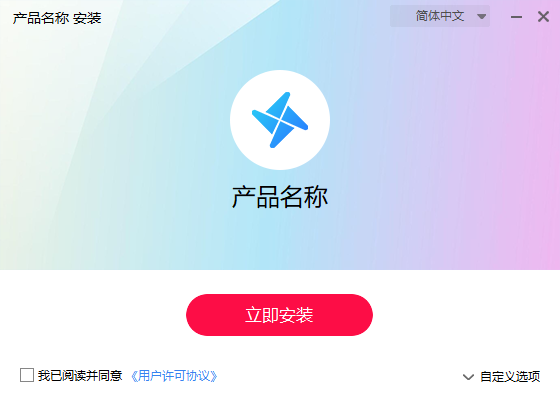 产品名称 安装
简体中文
产品名称
立即安装
我已阅读并同意 《用户许可协议》
自定义选项